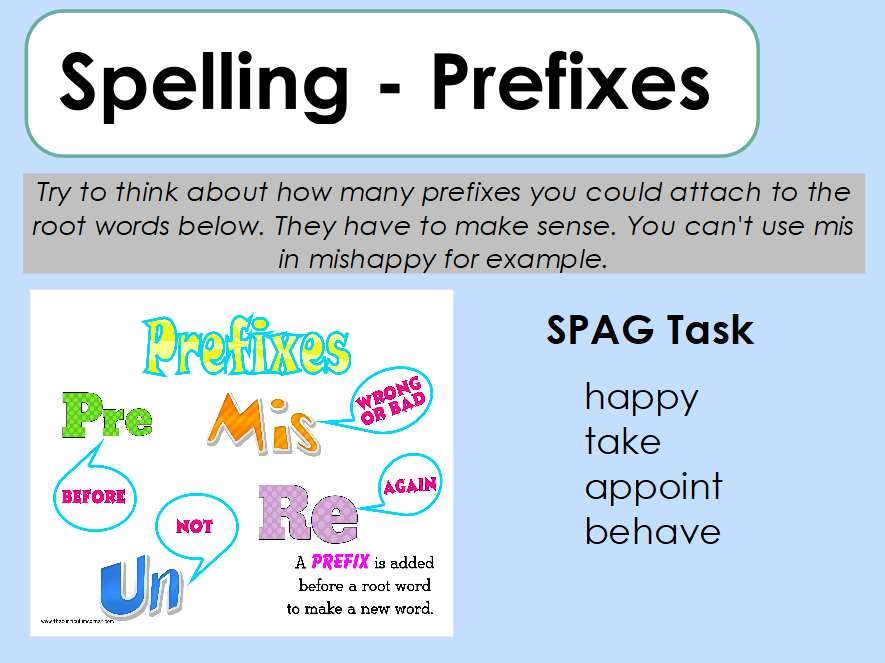 Spelling - Prefixes
Try to think about how many prefixes you could attach to the
root words below. They have to make sense. You can't use mis
in mishappy for example.
Prefixes
Pre
BEFORE
Mis
WRONG
OR BAD
Un
NOT
Re
AGAIN
A PREFIX is added
before a root word
to make a new word.
www.thecurriculumcorner.com
SPAG Task
happy
take
appoint
behave